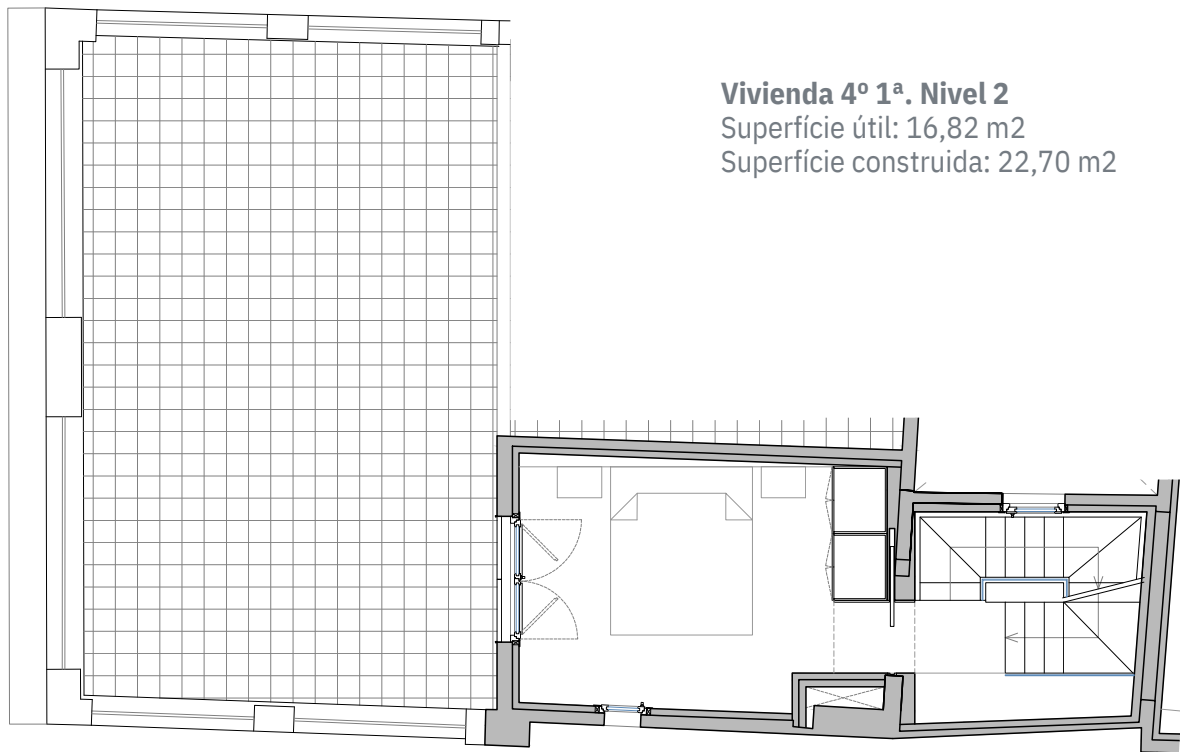 Vivienda 4º 1ª. Nivel 2
Superfície útil: 16,82 m2
Superfície construida: 22,70 m2